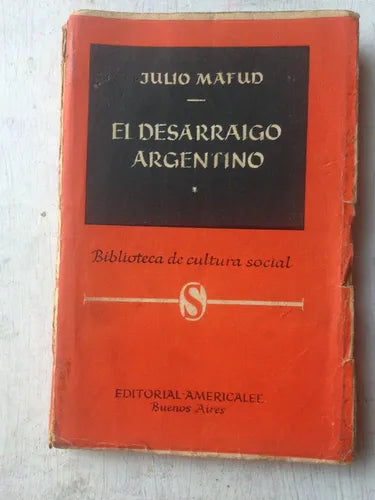 JULIO MAFUD
EL DESARRAIGO
ARGENTINO
Biblioteca de cultura social
S
EDITORIAL AMERICALEE
Buenos Aires